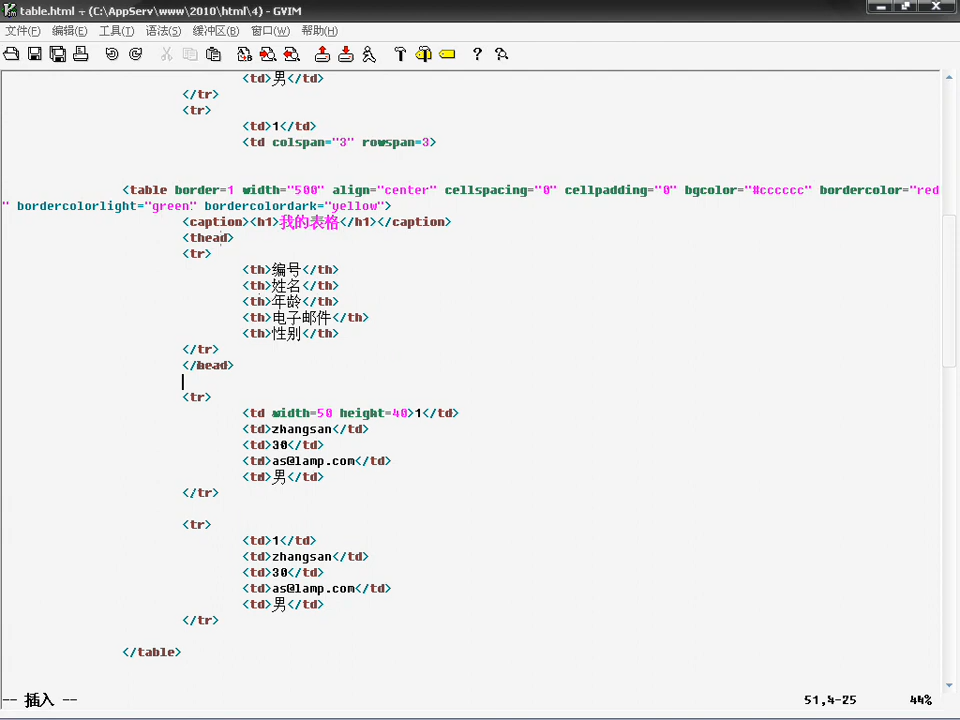 table.html + (C:\AppServ\www\2010\html\4) - GVIM
文件(F) 编辑(E) 工具(T) 语法(S) 缓冲区(B) 窗口(W) 帮助(H)
<td>男</td>
</tr>
<tr>
<td>1</td>
<td colspan="3" rowspan=3>
<table border=1 width="500" align="center" cellspacing="0" cellpadding="0" bgcolor="#cccccc" bordercolor="red
" bordercolorlight="green" bordercolordark="yellow">
<caption><h1>我的表格</h1></caption>
<thead>
<tr>
<th>编号</th>
<th>姓名</th>
<th>年龄</th>
<th>电子邮件</th>
<th>性别</th>
</tr>
</head>
<tr>
<td width=50 height=40>1</td>
<td>zhangsan</td>
<td>30</td>
<td>as@lamp.com</td>
<td>男</td>
</tr>
<tr>
<td>1</td>
<td>zhangsan</td>
<td>30</td>
<td>as@lamp.com</td>
<td>男</td>
</tr>
</table>
-- 插入 -- 51,4-25 44%